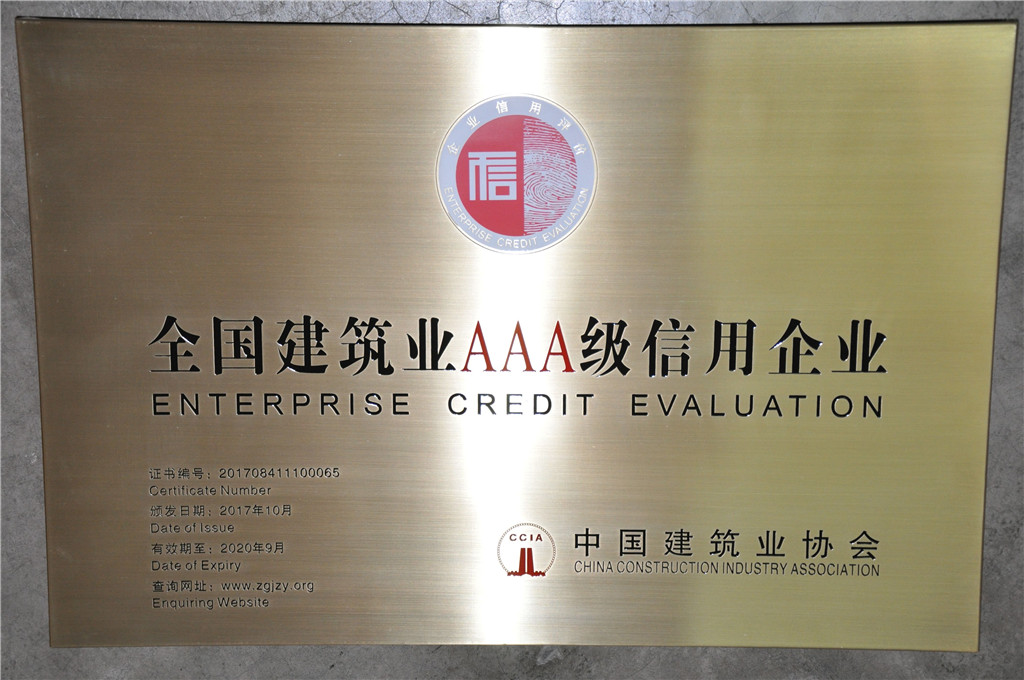 企业信用评价
信
ENTERPRISE CREDIT EVALUATION
全国建筑业AAA级信用企业
ENTERPRISE CREDIT EVALUATION
证书编号：201708411100065
Certificate Number
颁发日期：2017年10月
Date of Issue
有效期至：2020年9月
Date of Expiry
查询网址：www.zgjzy.org
Enquiring Website
CCIA
中国建筑业协会
CHINA CONSTRUCTION INDUSTRY ASSOCIATION